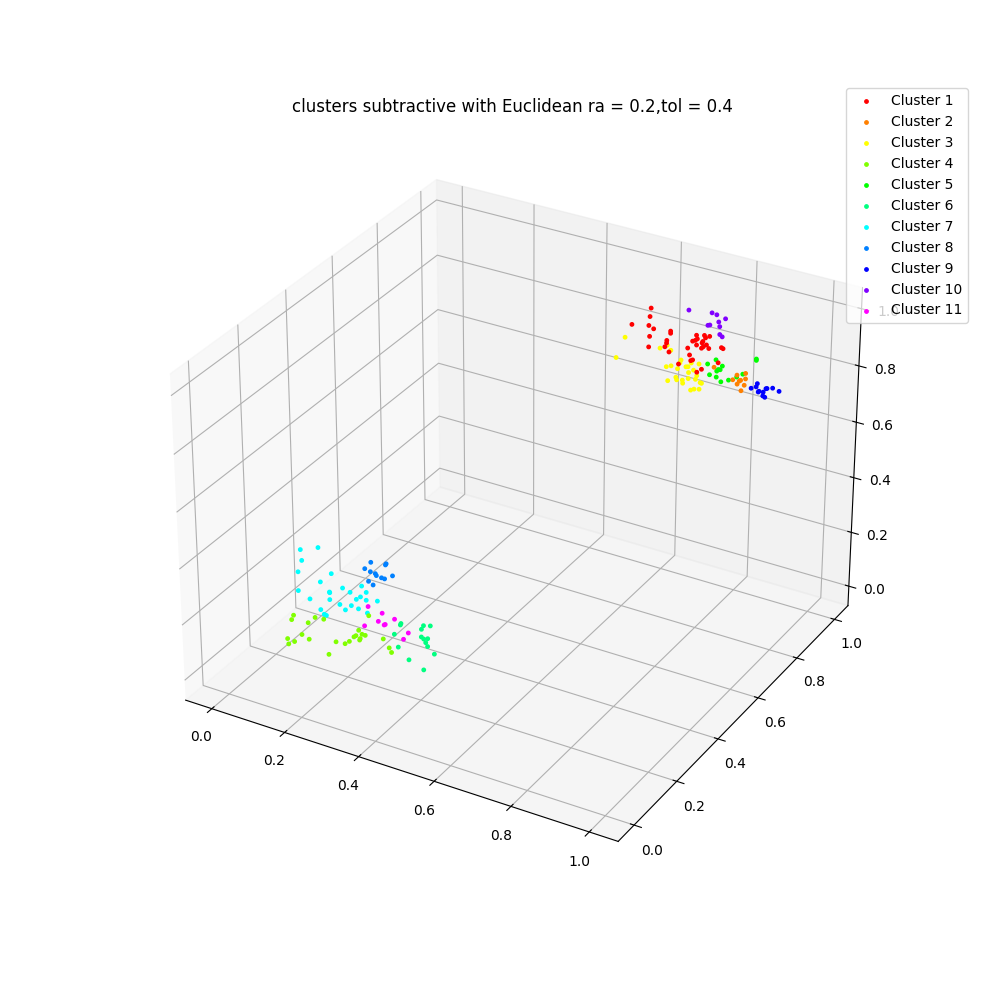 clusters subtractive with Euclidean ra = 0.2,tol = 0.4
Cluster 1
Cluster 2
Cluster 3
Cluster 4
Cluster 5
Cluster 6
Cluster 7
Cluster 8
Cluster 9
Cluster 10
Cluster 11
1.0
0.8
0.6
0.4
0.2
0.0
1.0
0.8
0.6
0.4
0.2
0.0
0.0
0.2
0.4
0.6
0.8
1.0